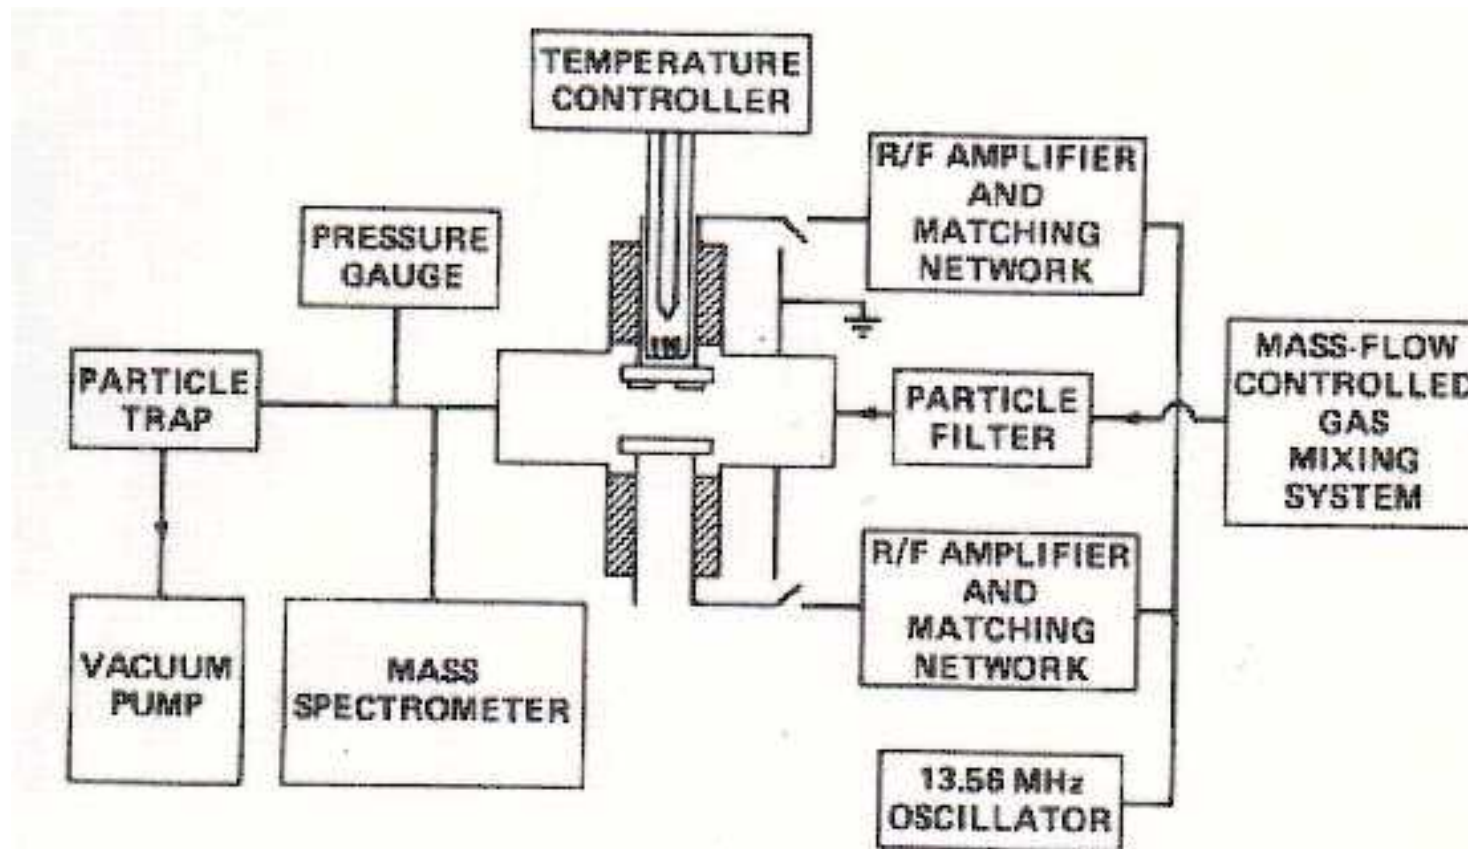 TEMPERATURE
CONTROLLER
R/F AMPLIFIER
AND
MATCHING
NETWORK
PRESSURE
GAUGE
MASS-FLOW
CONTROLLED
GAS
MIXING
SYSTEM
PARTICLE
TRAP
PARTICLE
FILTER
R/F AMPLIFIER
AND
MATCHING
NETWORK
VACUUM
PUMP
MASS
SPECTROMETER
13.56 MHz
OSCILLATOR